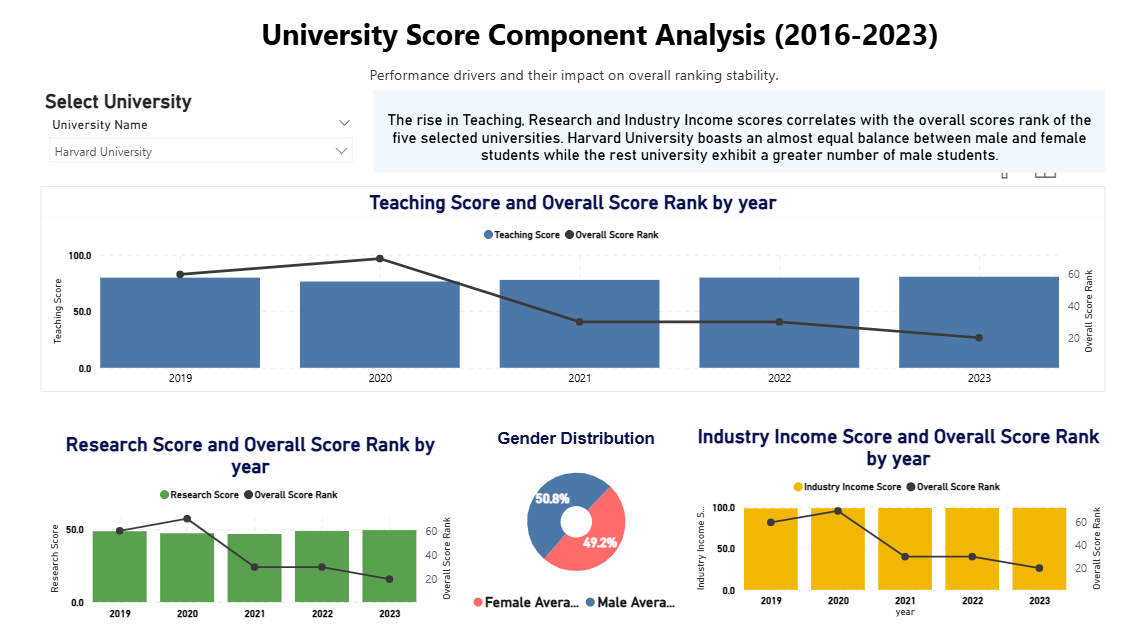 University Score Component Analysis (2016-2023)
Performance drivers and their impact on overall ranking stability.
Select University
University Name
Harvard University
The rise in Teaching, Research and Industry Income scores correlates with the overall scores rank of the
five selected universities. Harvard University boasts an almost equal balance between male and female
students while the rest university exhibit a greater number of male students.
Teaching Score and Overall Score Rank by year
Teaching Score Overall Score Rank
Teaching Score
100.0
50.0
0.0
60
40
20
Overall Score Rank
2019 2020 2021 2022 2023
Research Score and Overall Score Rank by
year
Research Score Overall Score Rank
Research Score
50.0
0.0
60
40
20
Overall Score Rank
2019 2020 2021 2022 2023
Gender Distribution
50.8%
49.2%
Female Avera... Male Avera...
Industry Income Score and Overall Score Rank
by year
Industry Income Score Overall Score Rank
Industry Income S...
100.0
50.0
0.0
60
40
20
Overall Score Rank
2019 2020 2021 2022 2023
year